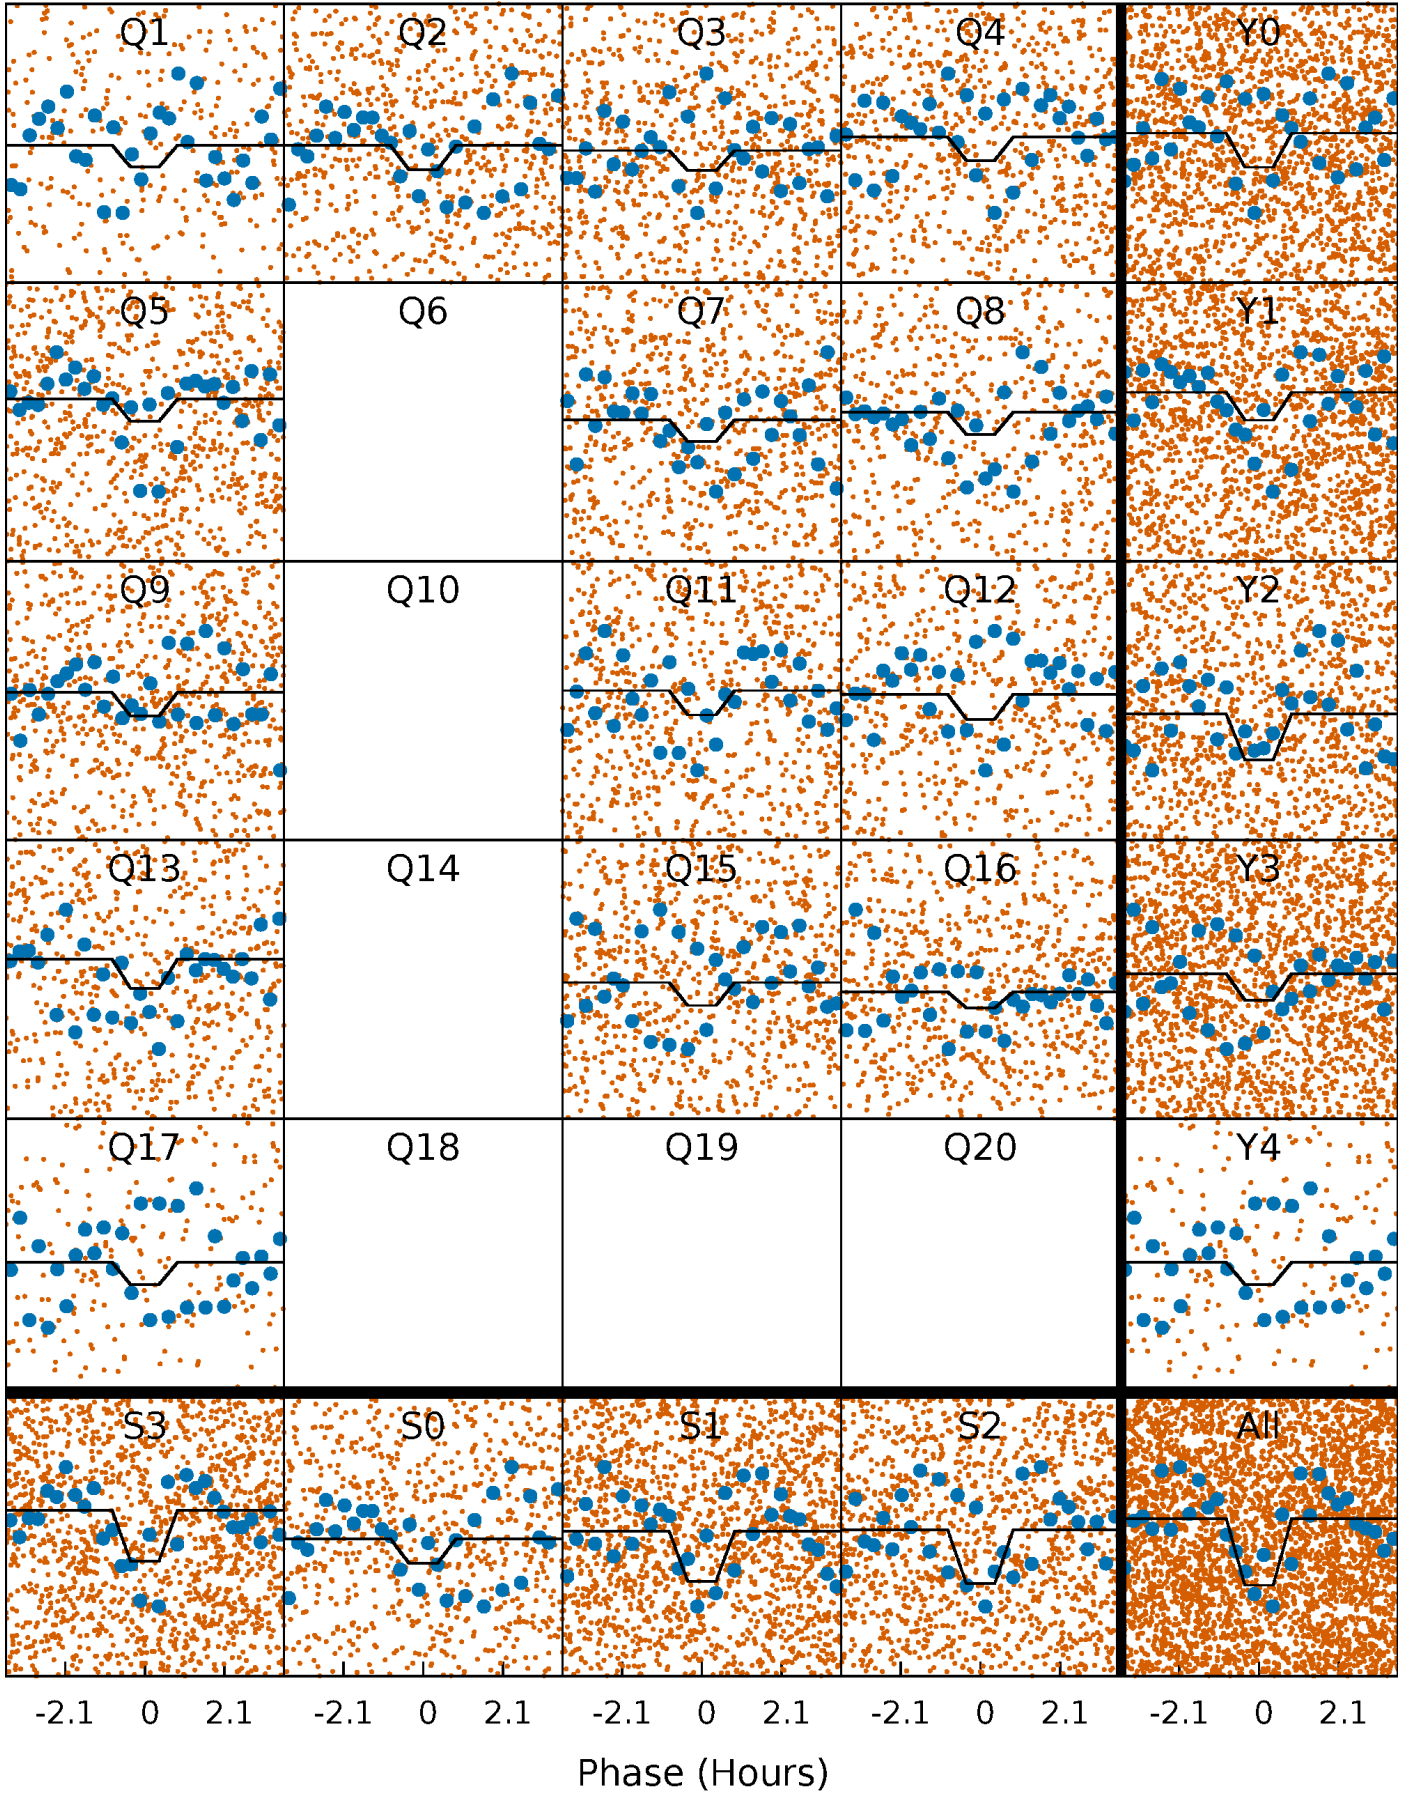 Q1 Q2 Q3 Q4 Y0
Q5 Q6 Q7 Q8 Y1
Q9 Q10 Q11 Q12 Y2
Q13 Q14 Q15 Q16 Y3
Q17 Q18 Q19 Q20 Y4
S3 S0 S1 S2 All
-2.1 0 2.1 -2.1 0 2.1 -2.1 0 2.1 -2.1 0 2.1 -2.1 0 2.1
Phase (Hours)